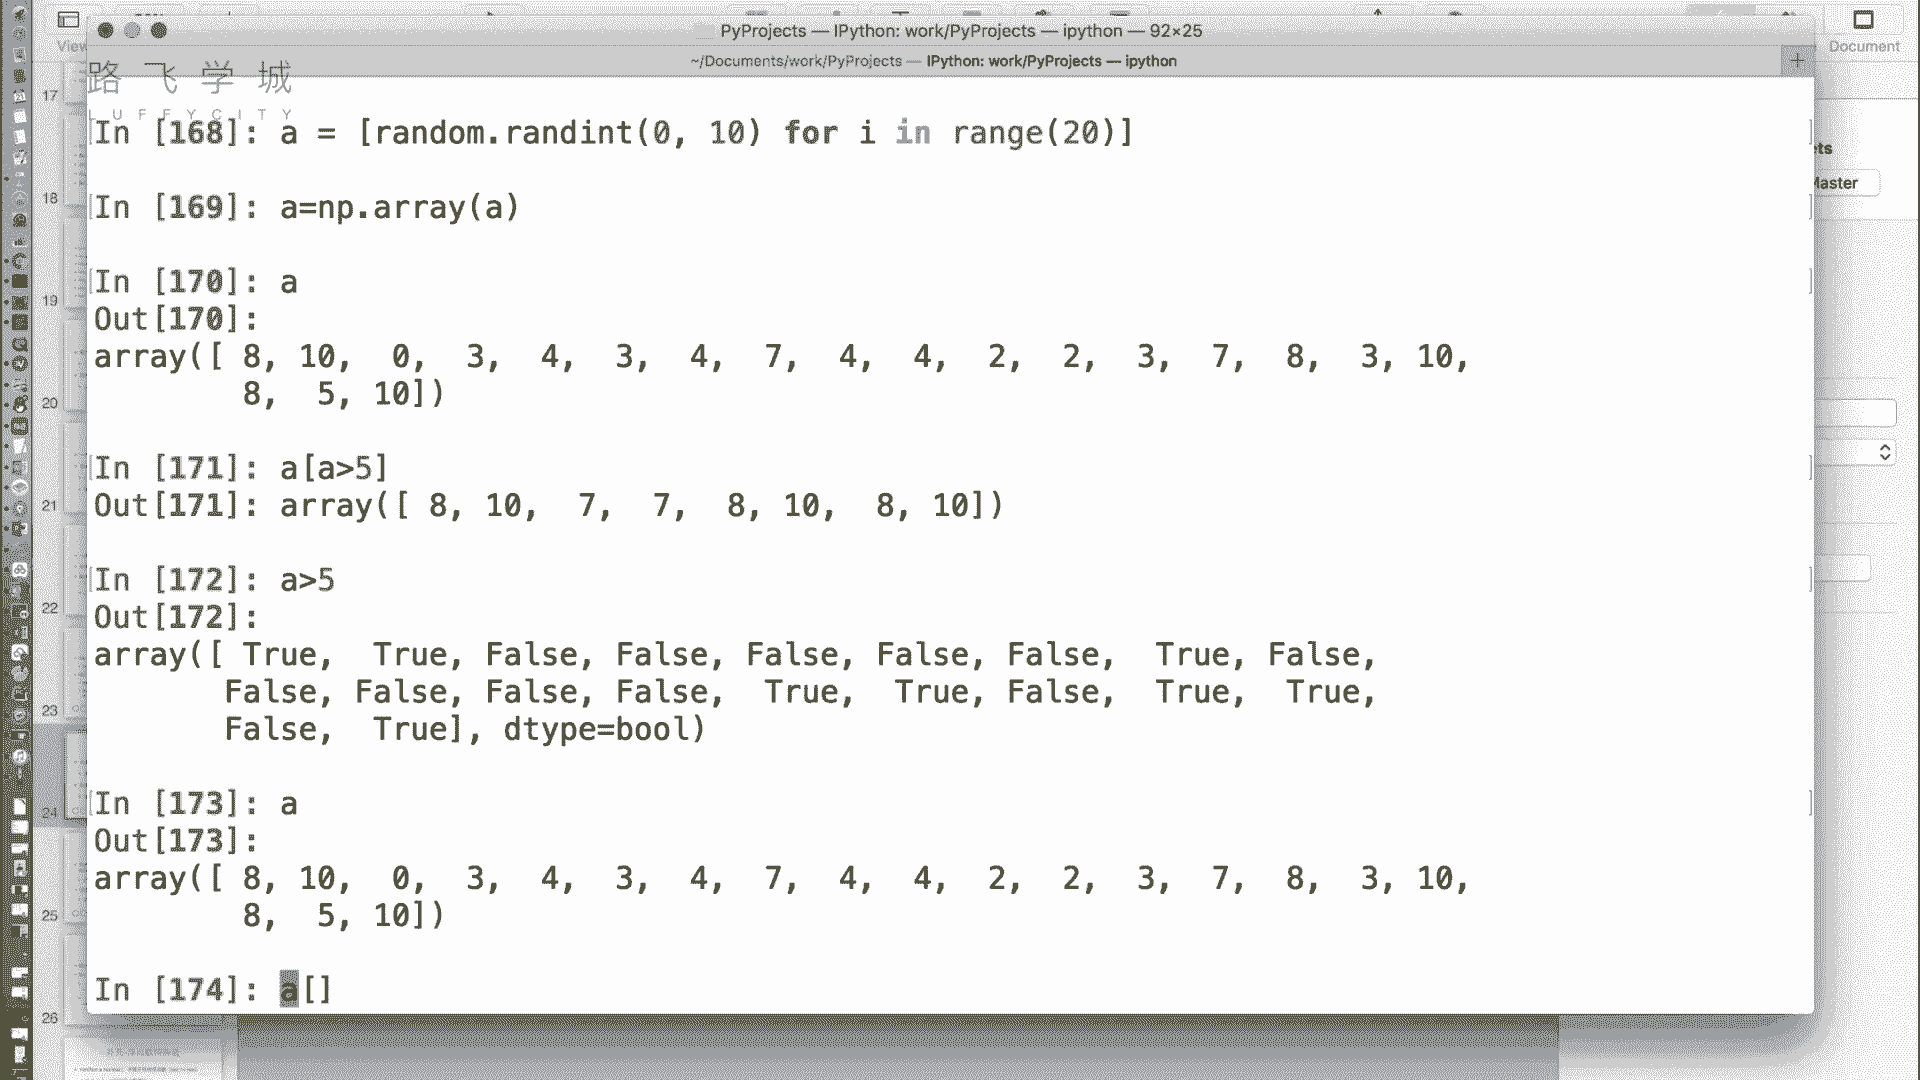 PyProjects — IPython: work/PyProjects — ipython — 92×25
View
Document
~/Documents/work/PyProjects — IPython: work/PyProjects — ipython
路飞学城
LUFFYCITY
In [168]: a = [random.randint(0, 10) for i in range(20)]
In [169]: a=np.array(a)
In [170]: a
Out[170]:
array([ 8, 10,  0,  3,  4,  3,  4,  7,  4,  4,  2,  2,  3,  7,  8,  3, 10,
        8,  5, 10])
In [171]: a[a>5]
Out[171]: array([ 8, 10,  7,  7,  8, 10,  8, 10])
In [172]: a>5
Out[172]:
array([ True,  True, False, False, False, False, False,  True, False,
       False, False, False, False,  True,  True, False,  True,  True,
       False,  True], dtype=bool)
In [173]: a
Out[173]:
array([ 8, 10,  0,  3,  4,  3,  4,  7,  4,  4,  2,  2,  3,  7,  8,  3, 10,
        8,  5, 10])
In [174]: a[]
17
18
19
20
21
22
23
24
25
26